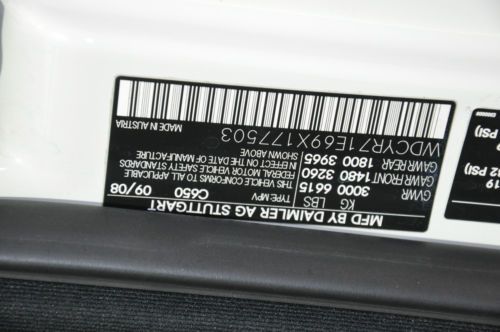 MFD BY DAIMLER AG STUTTGART
KG LBS TYPE: MPV C650 09/08
GVWR 3000 6615
GAWR FRONT 1480 3260
GAWR REAR 1800 3965
THIS VEHICLE CONFORMS TO ALL APPLICABLE
FEDERAL MOTOR VEHICLE SAFETY STANDARDS
IN EFFECT ON THE DATE OF MANUFACTURE
SHOWN ABOVE
WDCYR71E69X177503
MADE IN AUSTRIA
PSI)